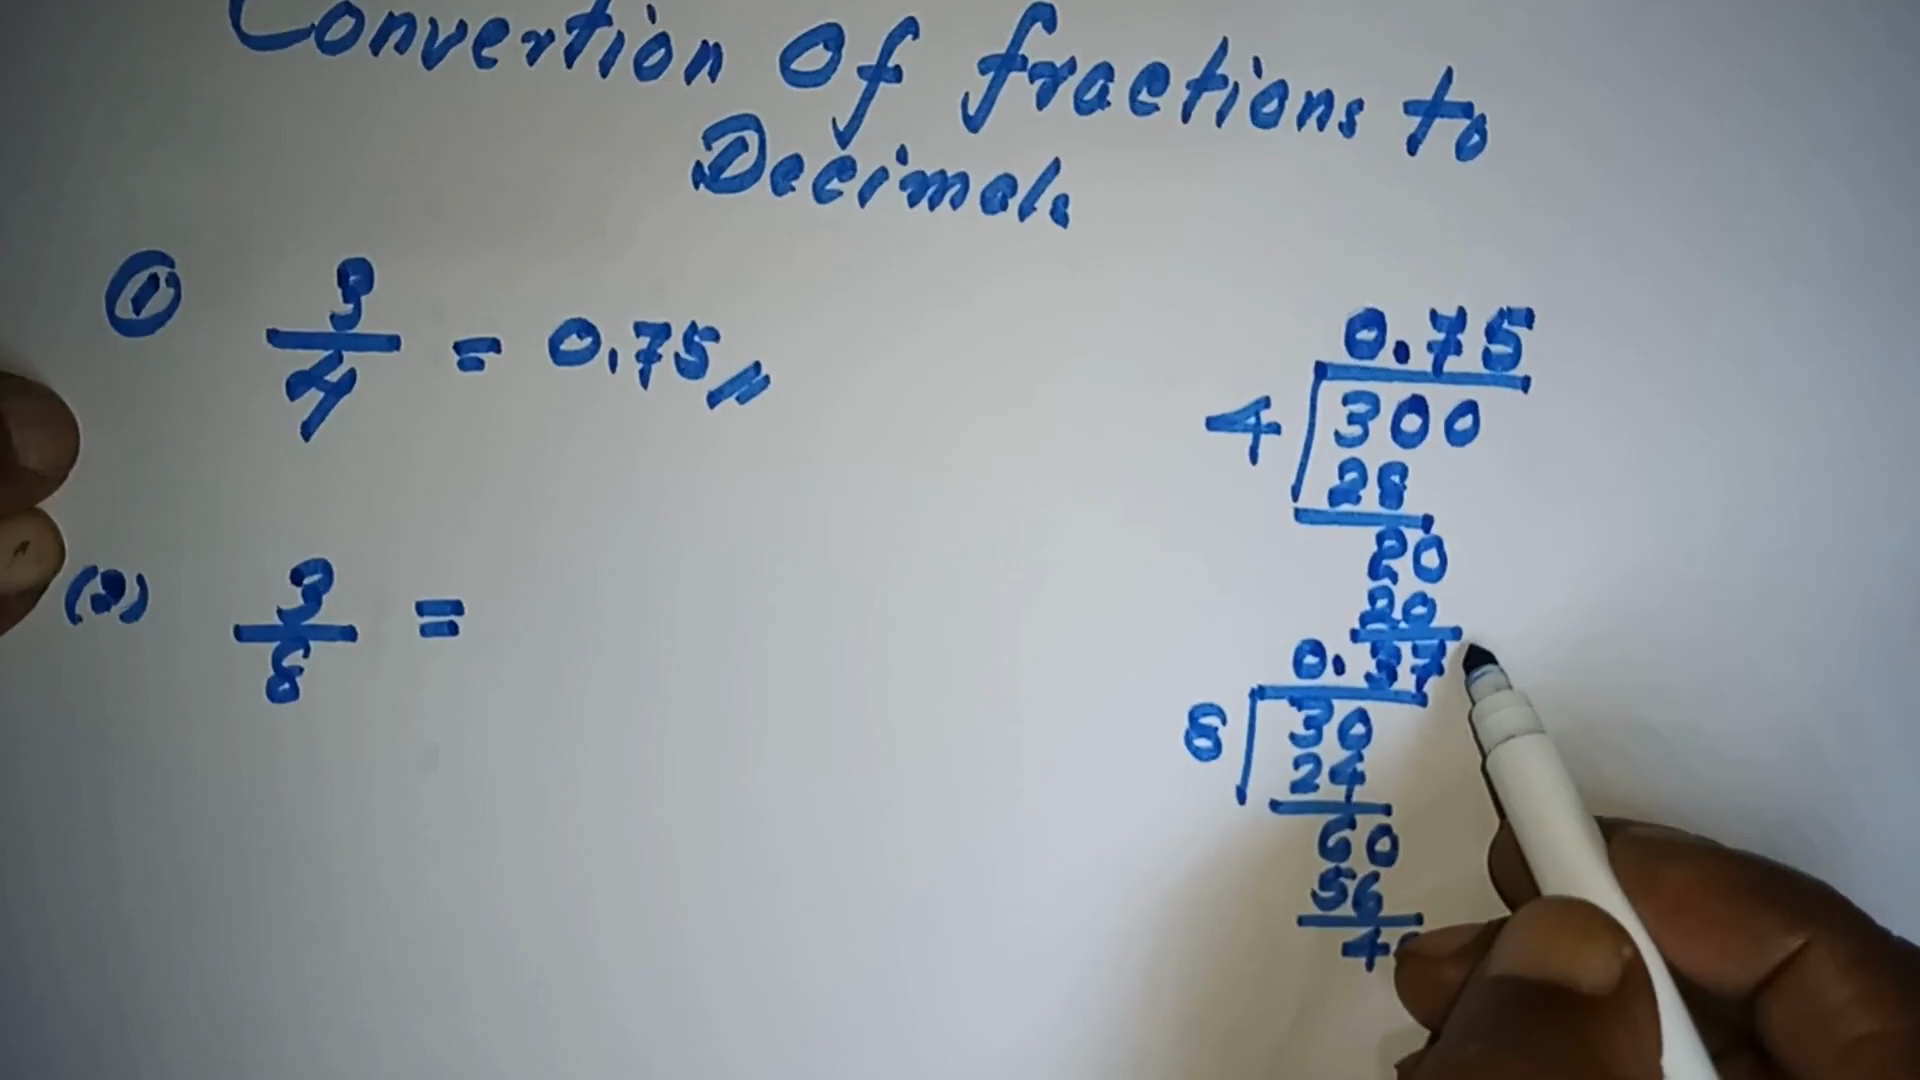 Convertion Of fractions to
Decimals
① 3/4 = 0.75
0.75
4 300
28
20
20
(2) 3/8 =
0.37
8 30
24
60
56
40